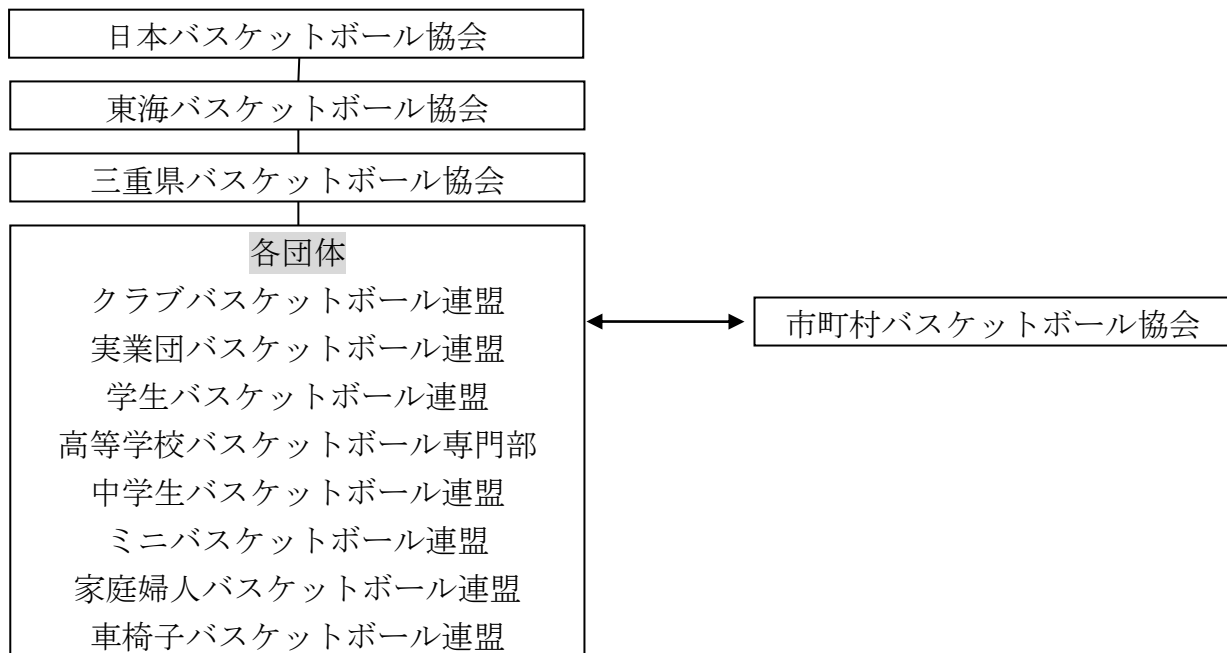 日本バスケットボール協会
東海バスケットボール協会
三重県バスケットボール協会
各団体
クラブバスケットボール連盟
実業団バスケットボール連盟
学生バスケットボール連盟
高等学校バスケットボール専門部
中学生バスケットボール連盟
ミニバスケットボール連盟
家庭婦人バスケットボール連盟
車椅子バスケットボール連盟
市町村バスケットボール協会